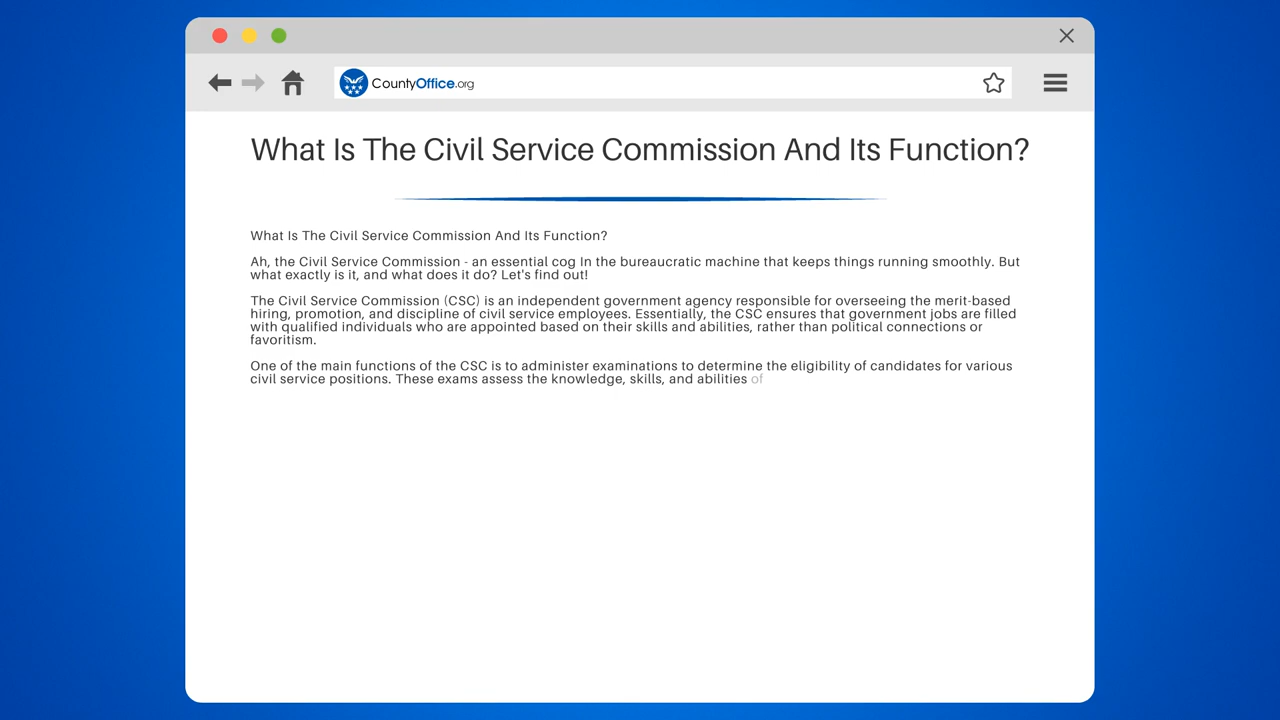 CountyOffice.org
What Is The Civil Service Commission And Its Function?
What Is The Civil Service Commission And Its Function?
Ah, the Civil Service Commission - an essential cog In the bureaucratic machine that keeps things running smoothly. But
what exactly is it, and what does it do? Let's find out!
The Civil Service Commission (CSC) is an independent government agency responsible for overseeing the merit-based
hiring, promotion, and discipline of civil service employees. Essentially, the CSC ensures that government jobs are filled
with qualified individuals who are appointed based on their skills and abilities, rather than political connections or
favoritism.
One of the main functions of the CSC is to administer examinations to determine the eligibility of candidates for various
civil service positions. These exams assess the knowledge, skills, and abilities of